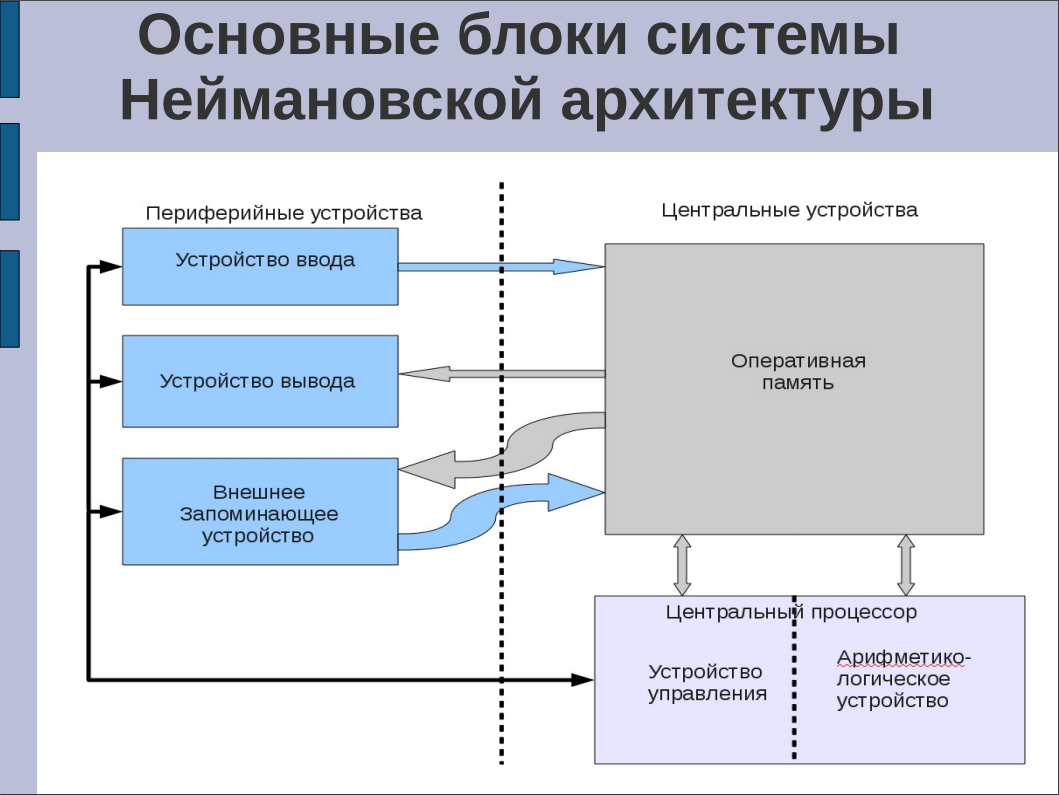 Основные блоки системы
Неймановской архитектуры
Периферийные устройства
Центральные устройства
Устройство ввода
Устройство вывода
Внешнее
Запоминающее
устройство
Оперативная
память
Центральный процессор
Устройство
управления
Арифметико-
логическое
устройство